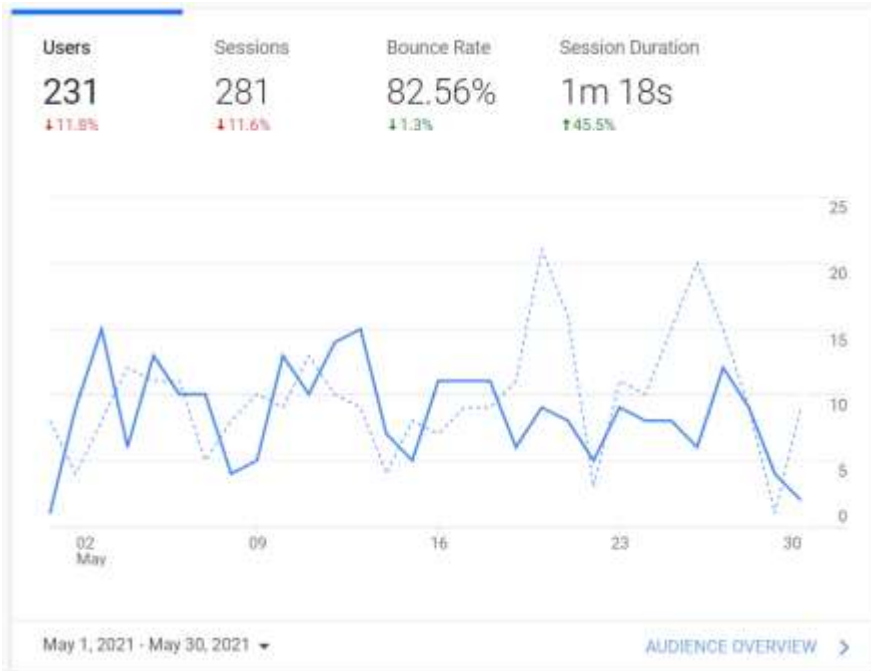 Users Sessions Bounce Rate Session Duration
231 281 82.56% 1m 18s
↓11.8% ↓11.6% ↓1.3% ↑45.5%
25
20
15
10
5
0
02 09 16 23 30
May
May 1, 2021 - May 30, 2021
AUDIENCE OVERVIEW